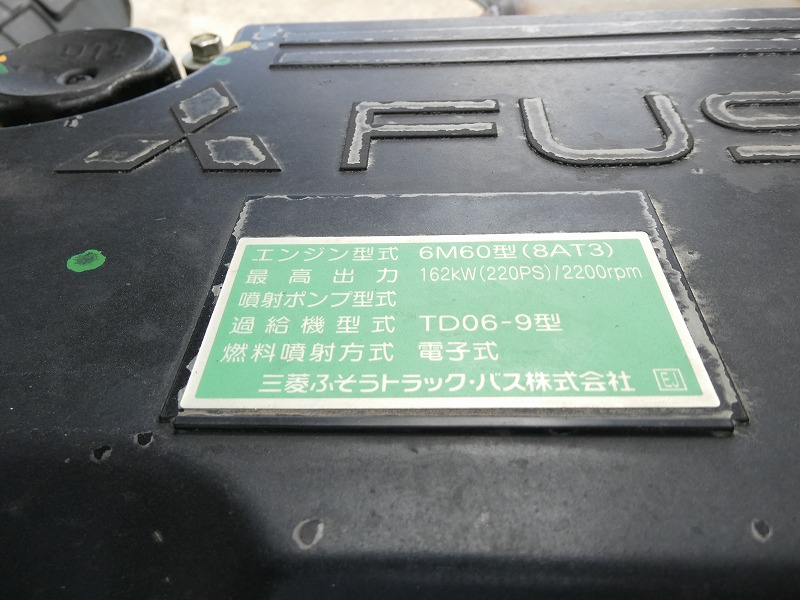 FUS
エンジン型式 6M60型(8AT3)
最高出力 162kW(220PS)/2200rpm
噴射ポンプ型式
過給機型式 TD06-9型
燃料噴射方式 電子式
三菱ふそうトラック・バス株式会社 EJ